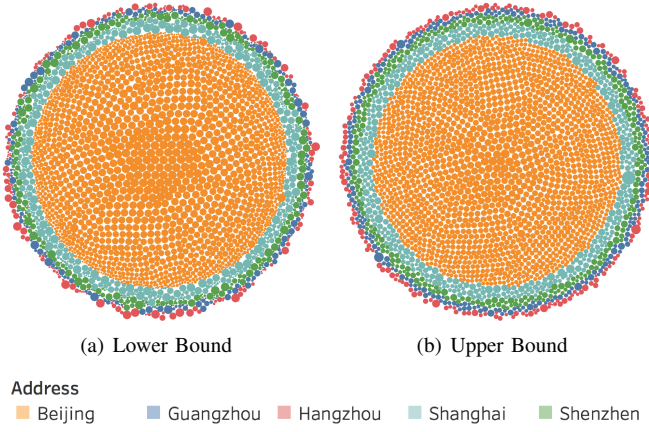 (a) Lower Bound
(b) Upper Bound
Address
Beijing
Guangzhou
Hangzhou
Shanghai
Shenzhen